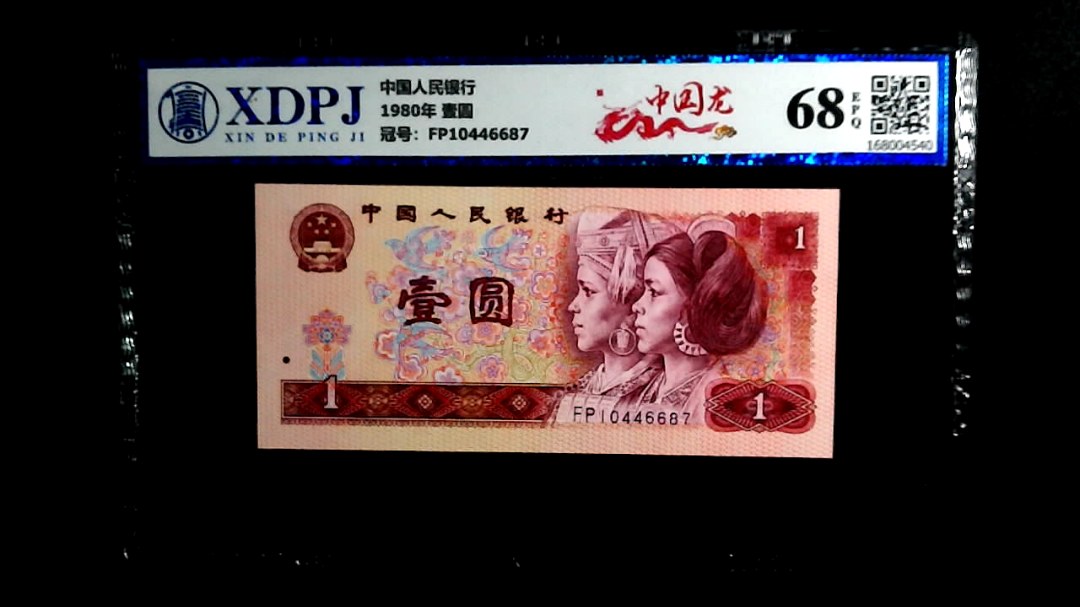 XDPJ
XIN DE PING JI
中国人民银行
1980年 壹圆
冠号：FP10446687
中国龙
68
EPQ
168004540
中国人民银行
1
壹圆
1
FP10446687
1